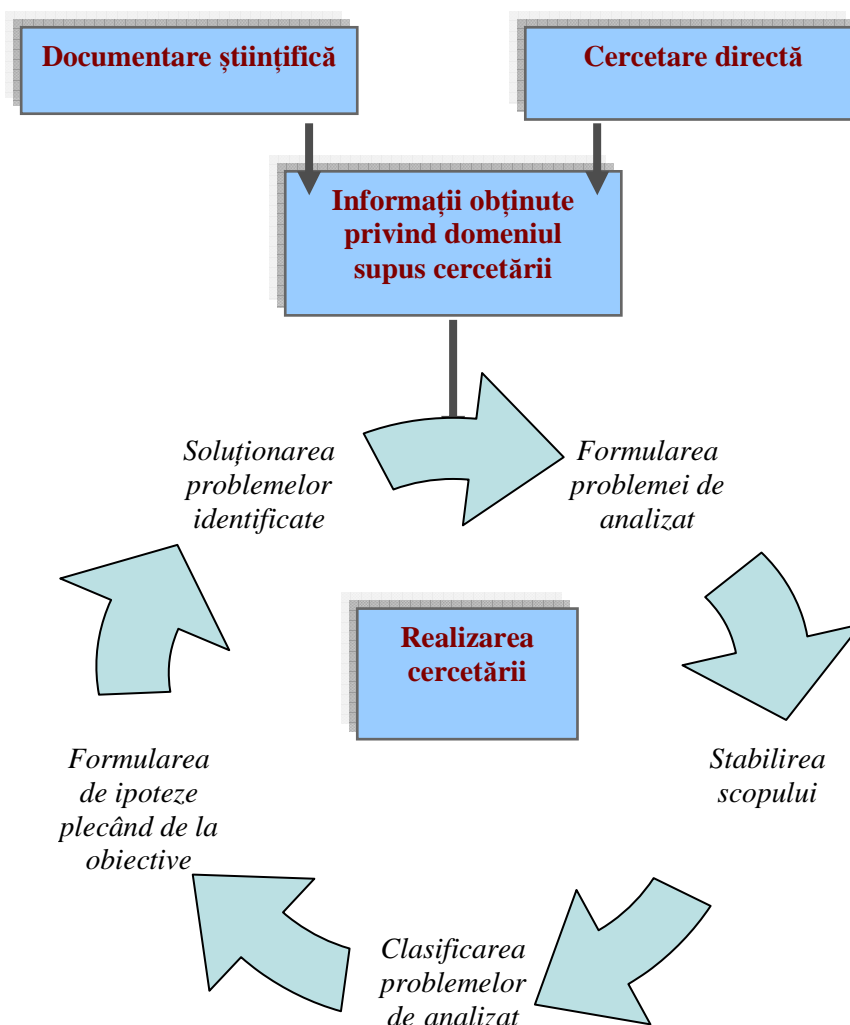 Documentare științifică
Cercetare directă
Informații obținute
privind domeniul
supus cercetării
Soluționarea
problemelor
identificate
Formularea
problemei de
analizat
Realizarea
cercetării
Stabilirea
scopului
Formularea
de ipoteze
plecând de la
obiective
Clasificarea
problemelor
de analizat